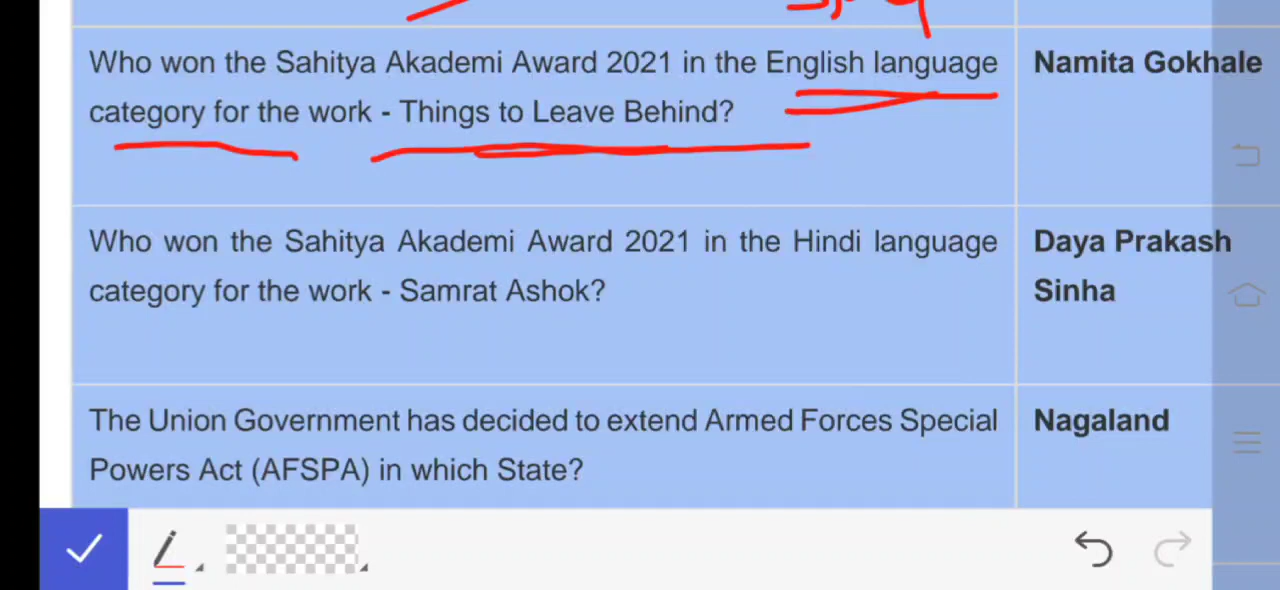 Who won the Sahitya Akademi Award 2021 in the English language
category for the work - Things to Leave Behind?
Namita Gokhale
Who won the Sahitya Akademi Award 2021 in the Hindi language
category for the work - Samrat Ashok?
Daya Prakash
Sinha
The Union Government has decided to extend Armed Forces Special
Powers Act (AFSPA) in which State?
Nagaland